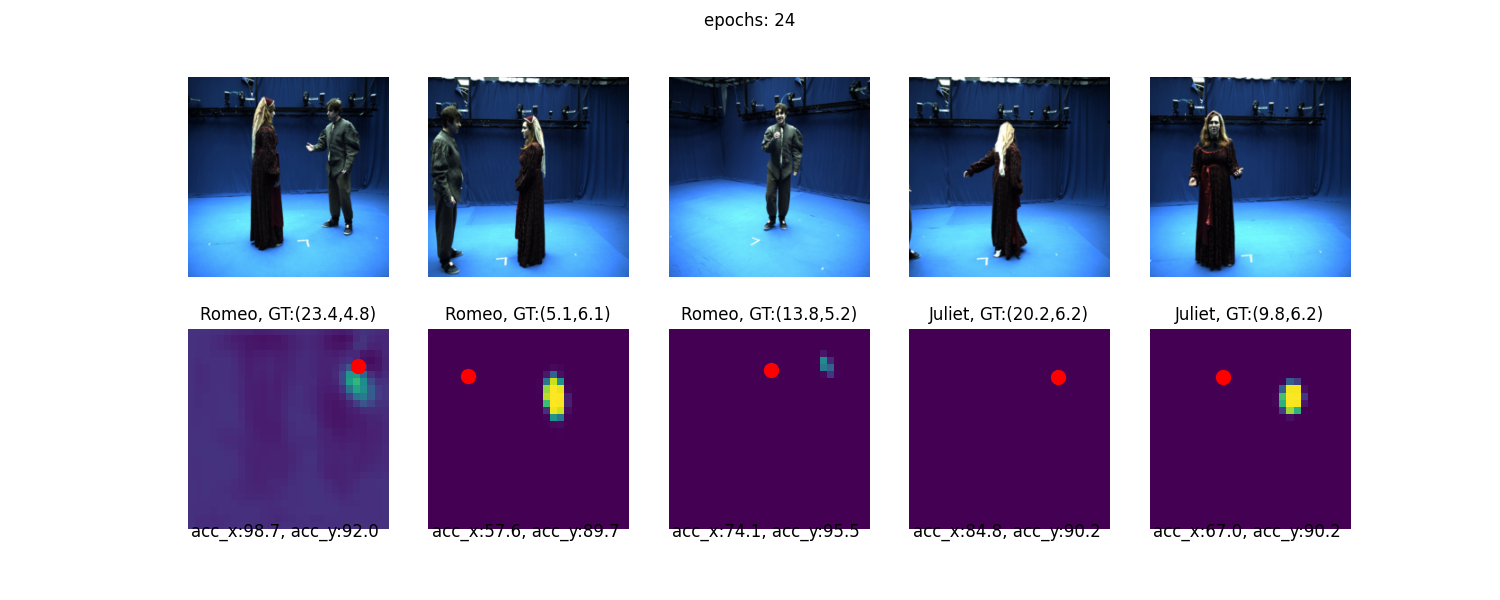 epochs: 24
Romeo, GT:(23.4,4.8)
Romeo, GT:(5.1,6.1)
Romeo, GT:(13.8,5.2)
Juliet, GT:(20.2,6.2)
Juliet, GT:(9.8,6.2)
acc_x:98.7, acc_y:92.0
acc_x:57.6, acc_y:89.7
acc_x:74.1, acc_y:95.5
acc_x:84.8, acc_y:90.2
acc_x:67.0, acc_y:90.2